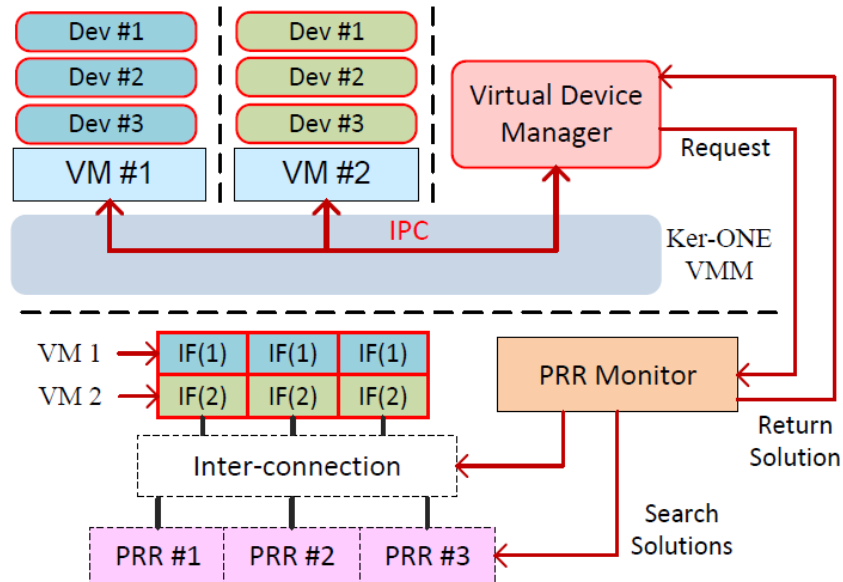 Dev #1
Dev #2
Dev #3
VM #1
Dev #1
Dev #2
Dev #3
VM #2
Virtual Device
Manager
Request
IPC
Ker-ONE
VMM
VM 1
IF(1) IF(1) IF(1)
VM 2
IF(2) IF(2) IF(2)
PRR Monitor
Return
Solution
Inter-connection
Search
Solutions
PRR #1 PRR #2 PRR #3